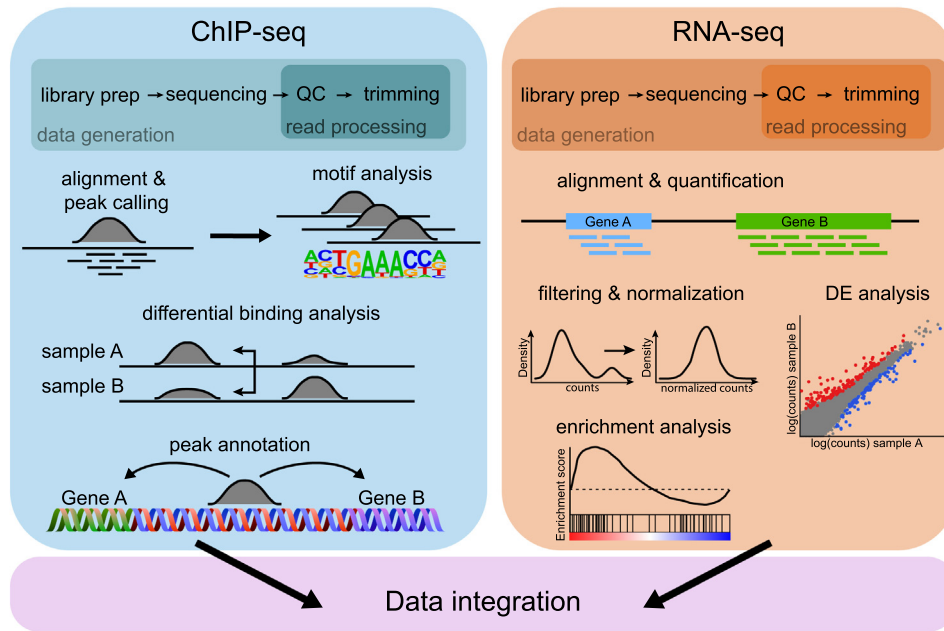 ChIP-seq
library prep → sequencing → QC → trimming
data generation
read processing
alignment &
peak calling
motif analysis
differential binding analysis
sample A
sample B
peak annotation
Gene A
Gene B
RNA-seq
library prep → sequencing → QC → trimming
data generation
read processing
alignment & quantification
Gene A
Gene B
filtering & normalization
Density
counts
Density
normalized counts
DE analysis
log(counts) sample B
log(counts) sample A
enrichment analysis
Enrichment score
Data integration